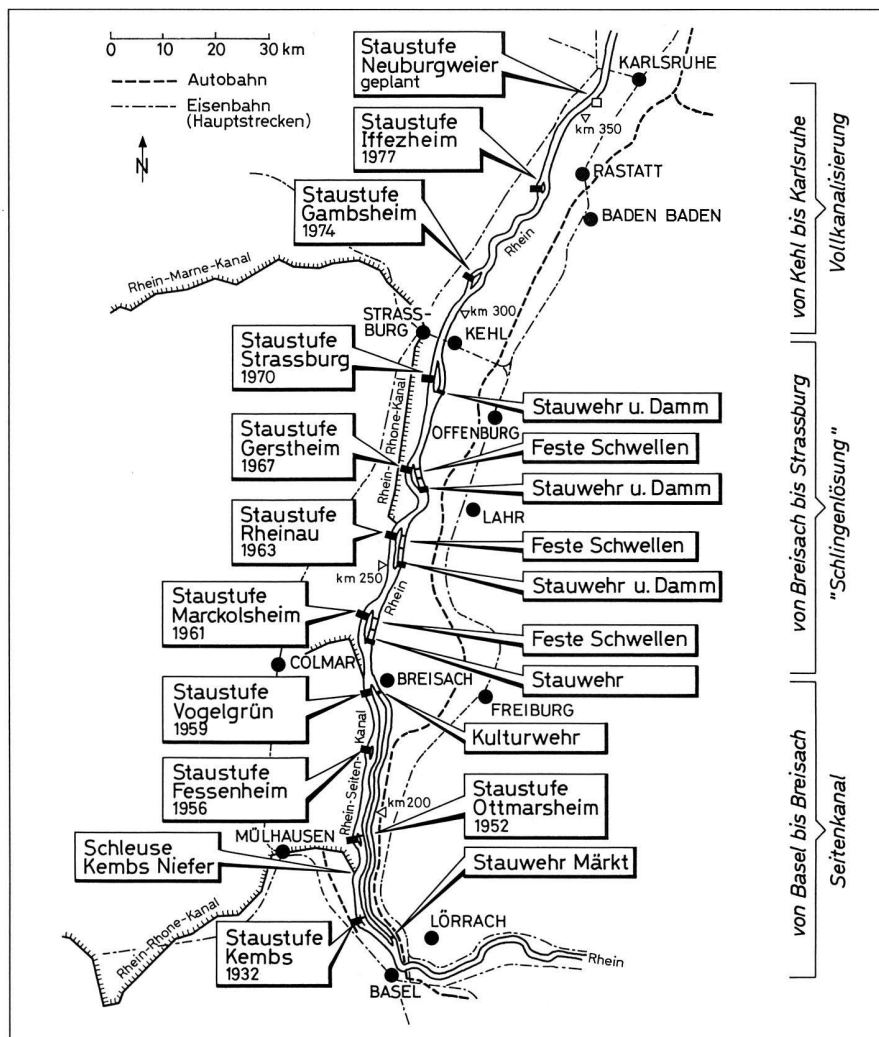 0 10 20 30 km
Autobahn
Eisenbahn
(Hauptstrecken)
N
Staustufe
Neuburgweier
geplant
KARLSRUHE
km 350
Staustufe
Iffezheim
1977
RASTATT
BADEN BADEN
Staustufe
Gambsheim
1974
Rhein
Rhein-Marne-Kanal
km 300
STRASS-
BURG
KEHL
Staustufe
Strassburg
1970
Stauwehr u. Damm
OFFENBURG
Rhein-Rhone-Kanal
Staustufe
Gerstheim
1967
Feste Schwellen
Stauwehr u. Damm
LAHR
Staustufe
Rheinau
1963
Feste Schwellen
km 250
Rhein
Stauwehr u. Damm
Staustufe
Marckolsheim
1961
Feste Schwellen
COLMAR
Stauwehr
BREISACH
FREIBURG
Staustufe
Vogelgrün
1959
Kulturwehr
Staustufe
Fessenheim
1956
Rhein-Seiten-Kanal
km 200
Staustufe
Ottmarsheim
1952
MÜLHAUSEN
Schleuse
Kembs Niefer
Stauwehr Märkt
Rhein-Rhone-Kanal
Staustufe
Kembs
1932
LÖRRACH
Rhein
BASEL
von Kehl bis Karlsruhe
Vollkanalisierung
von Breisach bis Strassburg
"Schlingenlösung"
von Basel bis Breisach
Seitenkanal